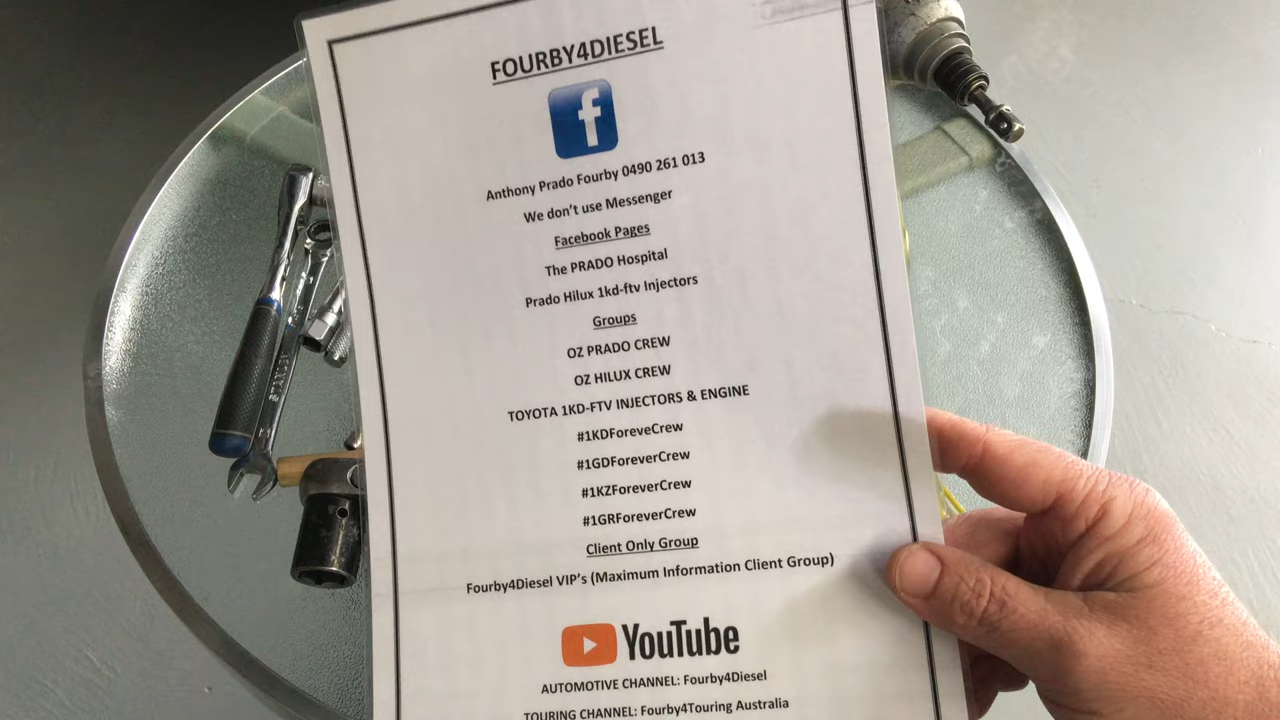 FOURBY4DIESEL
f
Anthony Prado Fourby 0490 261 013
We don't use Messenger
Facebook Pages
The PRADO Hospital
Prado Hilux 1kd-ftv Injectors
Groups
OZ PRADO CREW
OZ HILUX CREW
TOYOTA 1KD-FTV INJECTORS & ENGINE
#1KDForeveCrew
#1GDForeverCrew
#1KZForeverCrew
#1GRForeverCrew
Client Only Group
Fourby4Diesel VIP's (Maximum Information Client Group)
YouTube
AUTOMOTIVE CHANNEL: Fourby4Diesel
TOURING CHANNEL: Fourby4Touring Australia
STANLEY